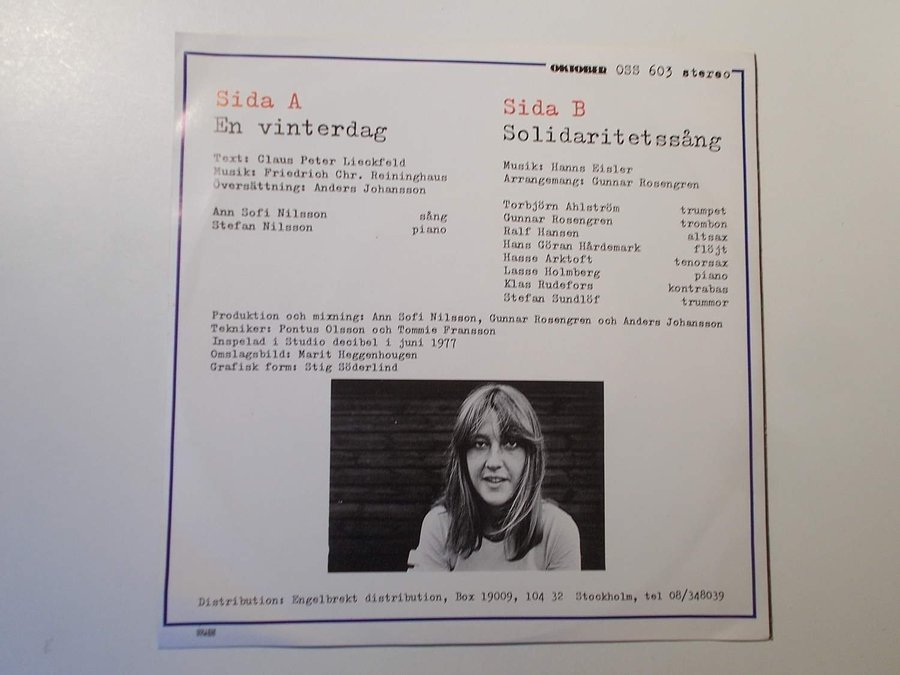 OKTOBER OSS 603 stereo
Sida A
En vinterdag
Text: Claus Peter Lieckfeld
Musik: Friedrich Chr. Reininghaus
Översättning: Anders Johansson
Ann Sofi Nilsson sång
Stefan Nilsson piano
Sida B
Solidaritetssång
Musik: Hanns Eisler
Arrangemang: Gunnar Rosengren
Torbjörn Ahlström trumpet
Gunnar Rosengren trombon
Ralf Hansen altsax
Hans Göran Hårdemark flöjt
Hasse Arktoft tenorsax
Lasse Holmberg piano
Klas Rudefors kontrabas
Stefan Sundlöf trummor
Produktion och mixning: Ann Sofi Nilsson, Gunnar Rosengren och Anders Johansson
Tekniker: Pontus Olsson och Tommie Fransson
Inspelad i Studio decibel i juni 1977
Omslagsbild: Marit Heggenhougen
Grafisk form: Stig Söderlind
Distribution: Engelbrekt distribution, Box 19009, 104 32 Stockholm, tel 08/348039